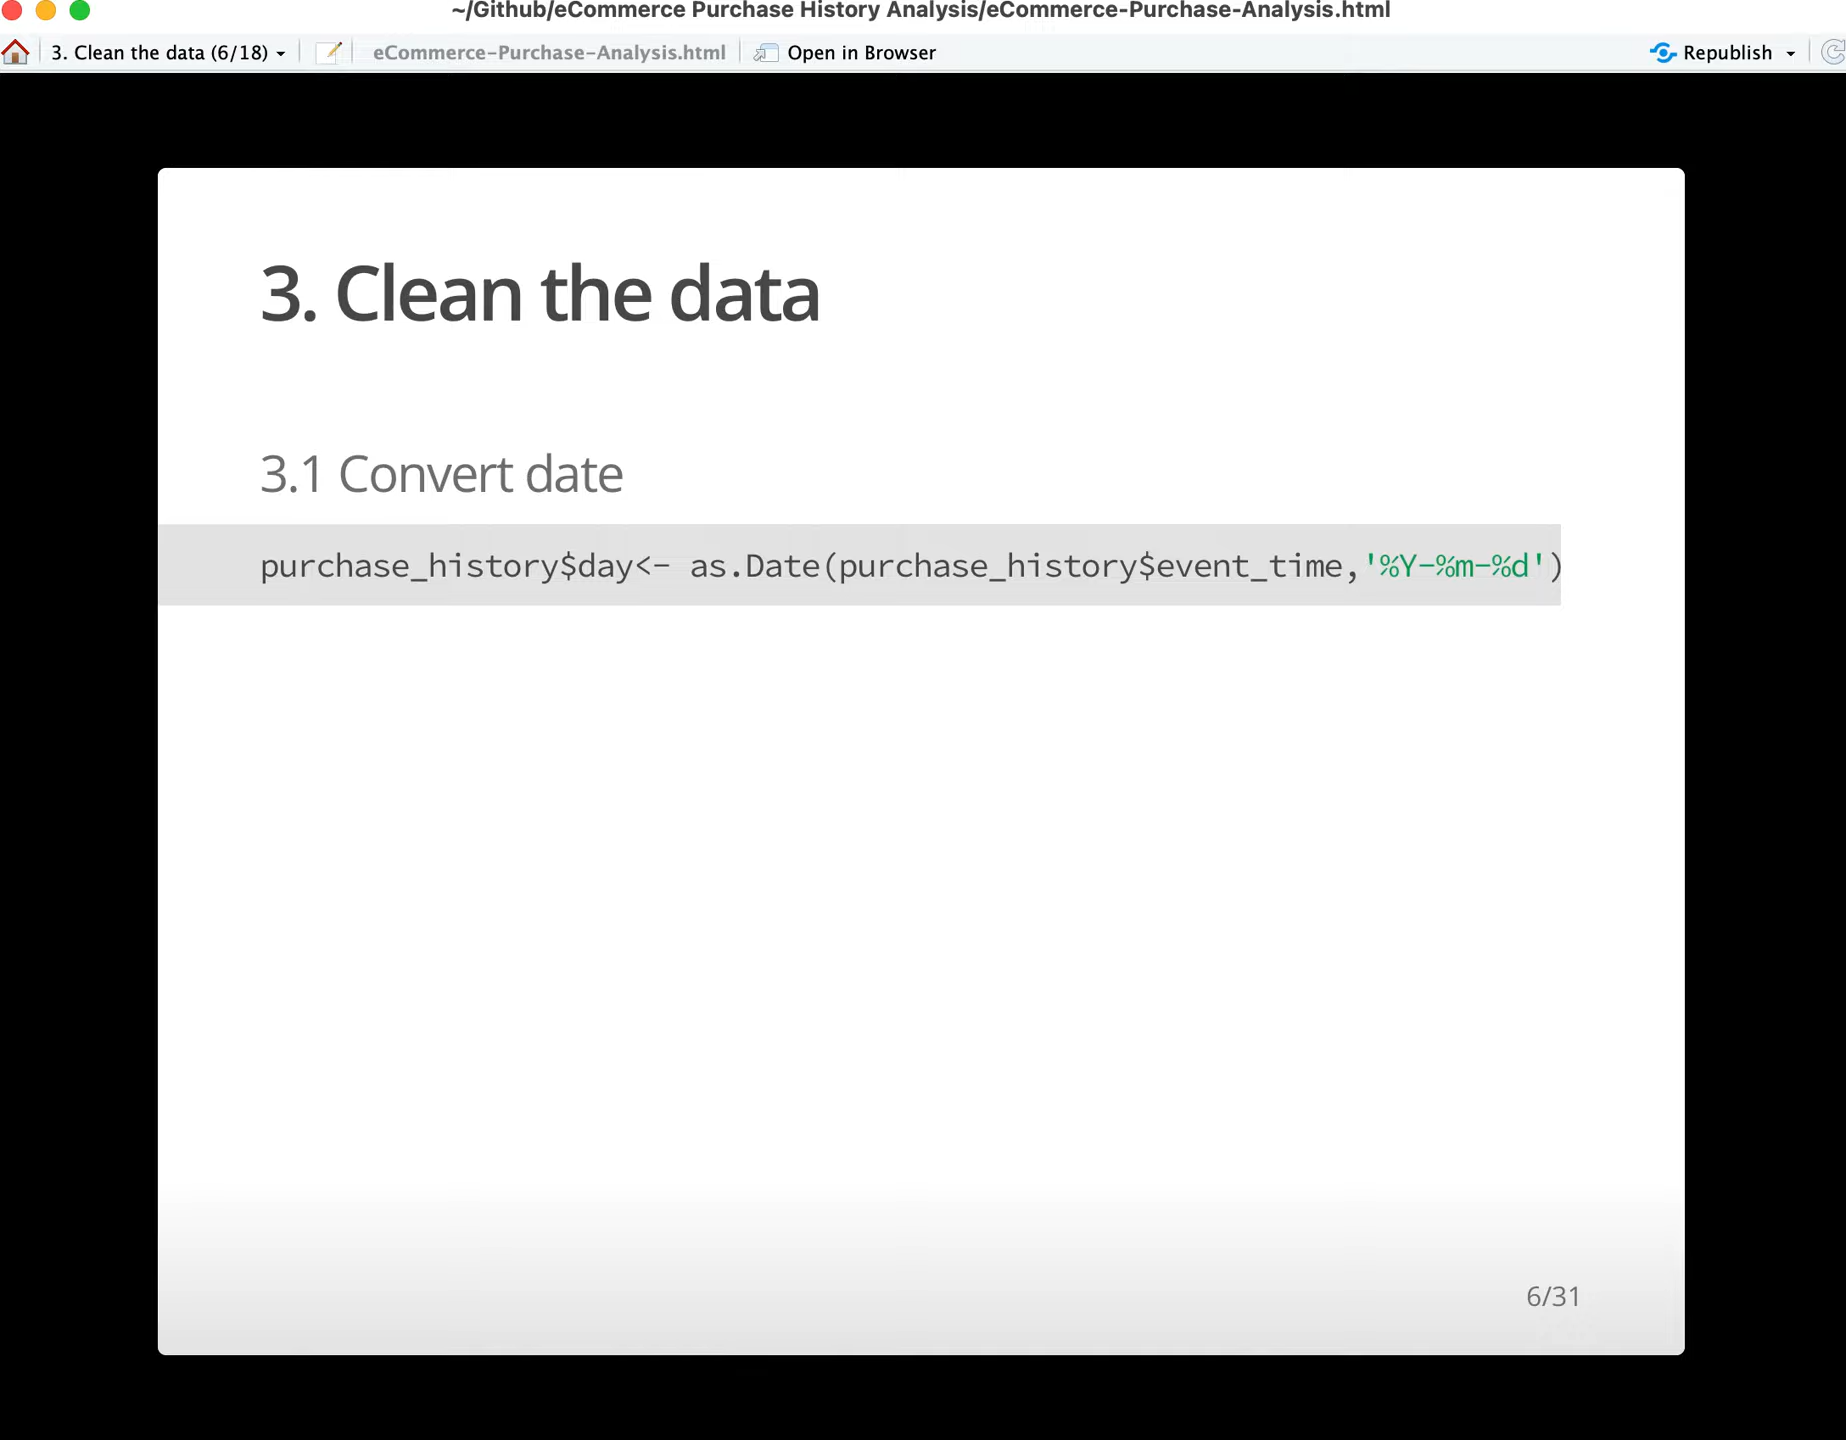 ~/Github/eCommerce Purchase History Analysis/eCommerce-Purchase-Analysis.html
3. Clean the data (6/18) eCommerce-Purchase-Analysis.html Open in Browser Republish
3. Clean the data
3.1 Convert date
purchase_history$day<- as.Date(purchase_history$event_time,'%Y-%m-%d')
6/31